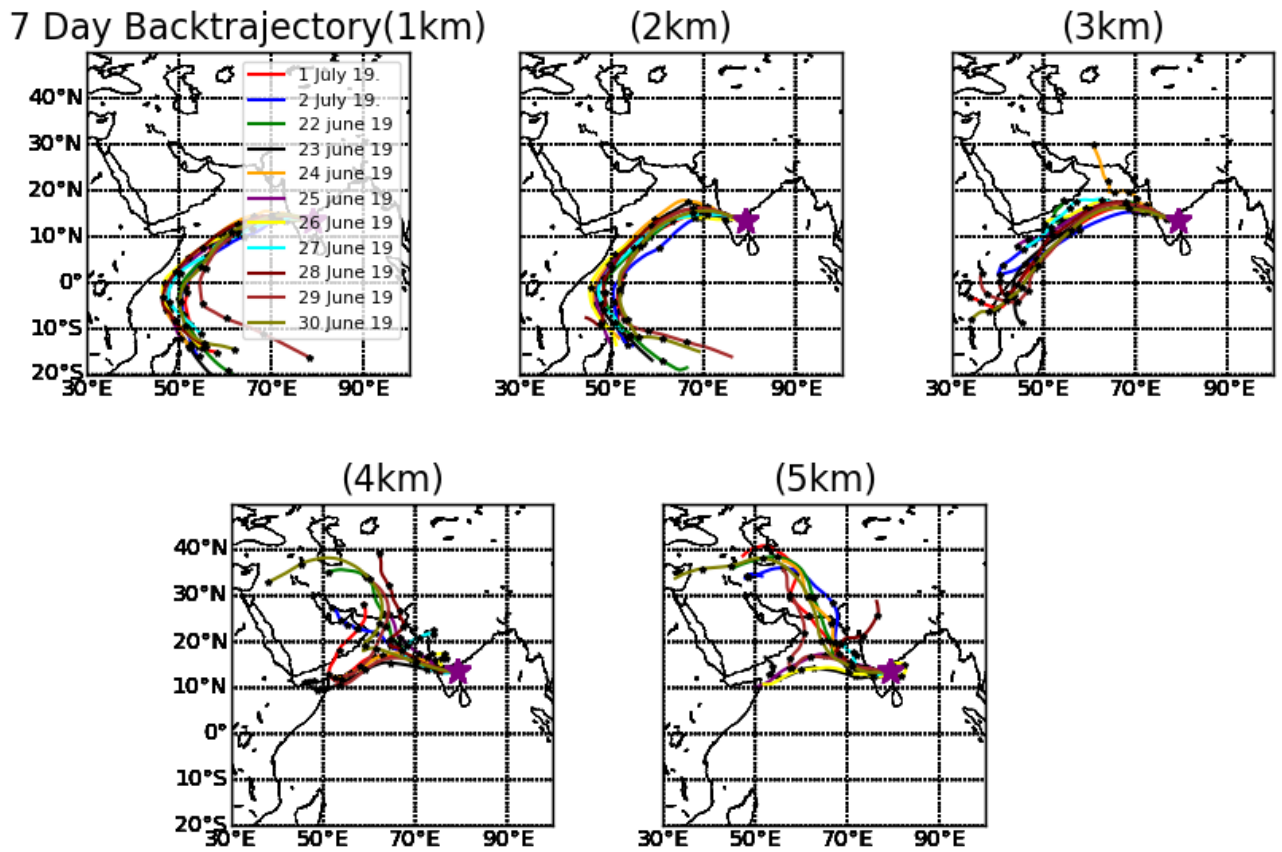 7 Day Backtrajectory(1km)
(2km)
(3km)
1 July 19.
2 July 19.
22 june 19
23 june 19
24 june 19
25 june 19
26 June 19
27 June 19
28 June 19
29 June 19
30 June 19
40°N
30°N
20°N
10°N
0°
10°S
20°S
30°E
50°E
70°E
90°E
30°E
50°E
70°E
90°E
30°E
50°E
70°E
90°E
(4km)
(5km)
40°N
30°N
20°N
10°N
0°
10°S
20°S
30°E
50°E
70°E
90°E
30°E
50°E
70°E
90°E